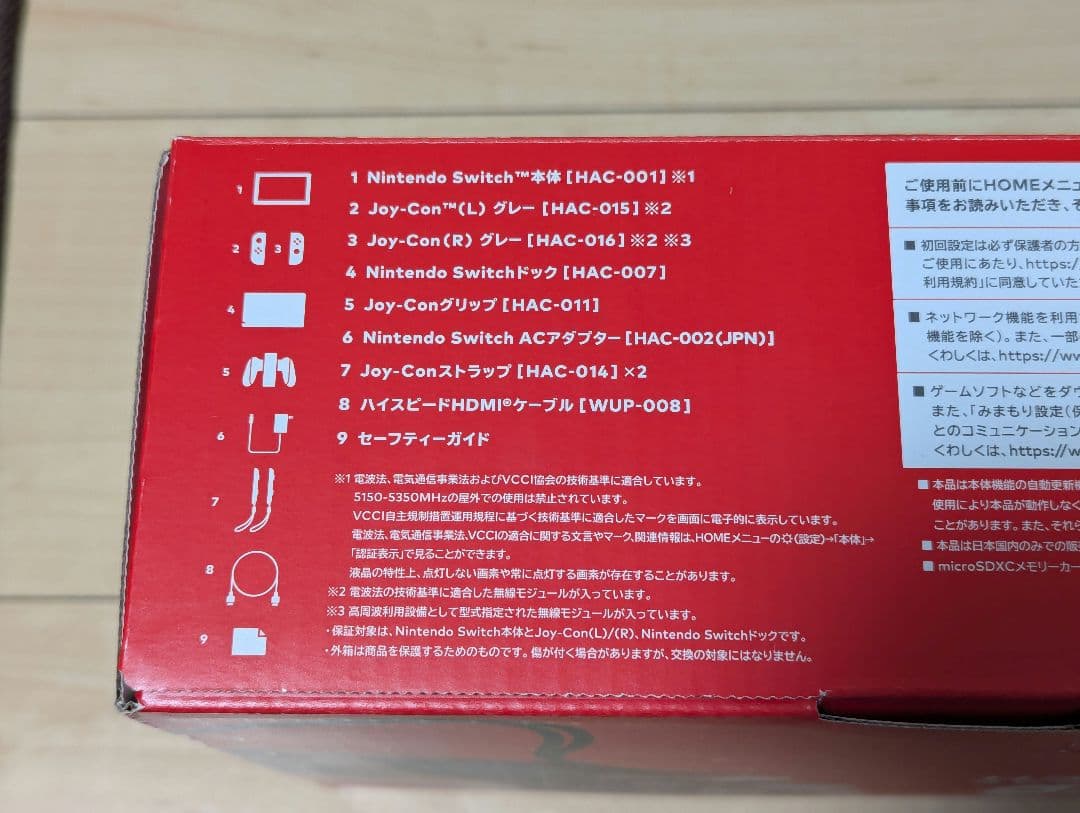 1 Nintendo Switch™本体 [HAC-001] ※1
2 Joy-Con™(L) グレー [HAC-015] ※2
3 Joy-Con(R) グレー [HAC-016] ※2 ※3
4 Nintendo Switchドック [HAC-007]
5 Joy-Conグリップ [HAC-011]
6 Nintendo Switch ACアダプター [HAC-002(JPN)]
7 Joy-Conストラップ [HAC-014] ×2
8 ハイスピードHDMI®ケーブル [WUP-008]
9 セーフティーガイド
1
2 3
4
5
6
7
8
9
※1 電波法、電気通信事業法およびVCCI協会の技術基準に適合しています。
5150-5350MHzの屋外での使用は禁止されています。
VCCI自主規制措置運用規程に基づく技術基準に適合したマークを画面に電子的に表示しています。
電波法、電気通信事業法、VCCIの適合に関する文言やマーク、関連情報は、HOMEメニューの(設定)→「本体」→
「認証表示」で見ることができます。
液晶の特性上、点灯しない画素や常に点灯する画素が存在することがあります。
※2 電波法の技術基準に適合した無線モジュールが入っています。
※3 高周波利用設備として型式指定された無線モジュールが入っています。
・保証対象は、Nintendo Switch本体とJoy-Con(L)/(R)、Nintendo Switchドックです。
・外箱は商品を保護するためのものです。傷が付く場合がありますが、交換の対象にはなりません。
ご使用前にHOMEメニュ
事項をお読みいただき、そ
■ 初回設定は必ず保護者の方
ご使用にあたり、https:/
利用規約」に同意していた
■ ネットワーク機能を利用
機能を除く)。また、一部
くわしくは、https://ww
■ ゲームソフトなどをダウ
また、「みまもり設定(保
とのコミュニケーション
くわしくは、https://w
■ 本品は本体機能の自動更新機
使用により本品が動作しなく
ことがあります。また、それら
■ 本品は日本国内のみでの販
■ microSDXCメモリーカー